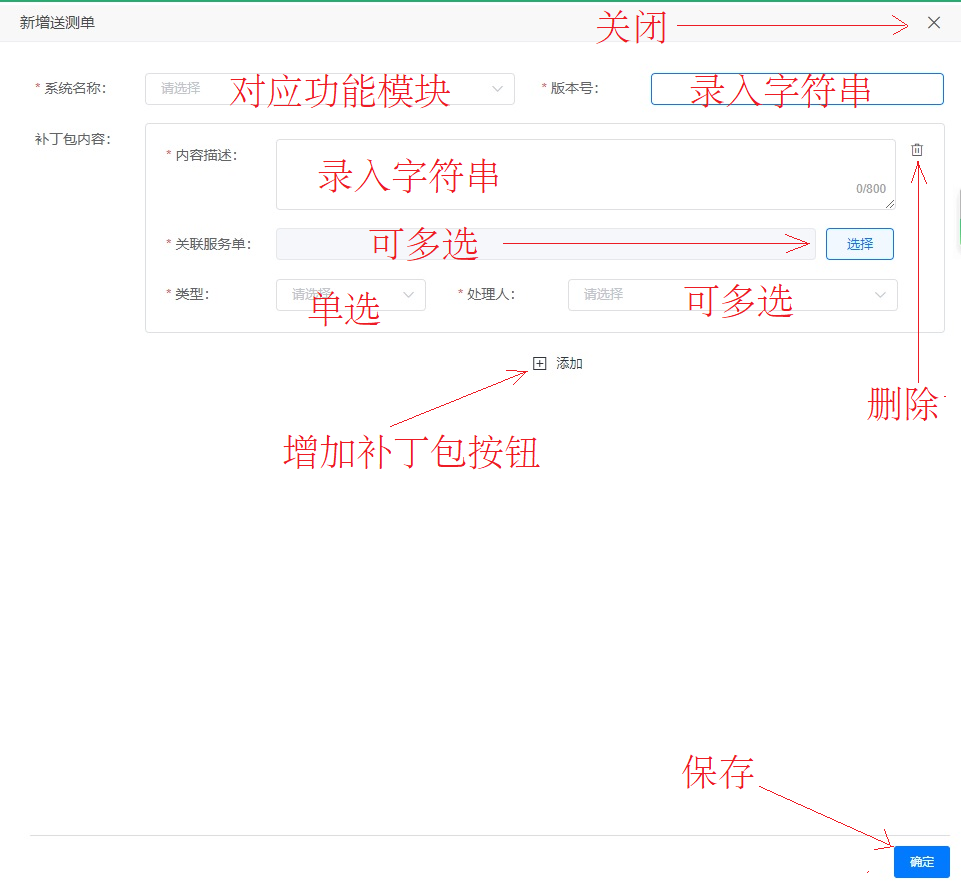 新增送测单 关闭
* 系统名称： 请选择 对应功能模块 * 版本号： 录入字符串
补丁包内容：
* 内容描述： 录入字符串
0/800
* 关联服务单： 可多选 选择
* 类型： 请选择 单选 * 处理人： 请选择 可多选
添加
删除
增加补丁包按钮
保存
确定